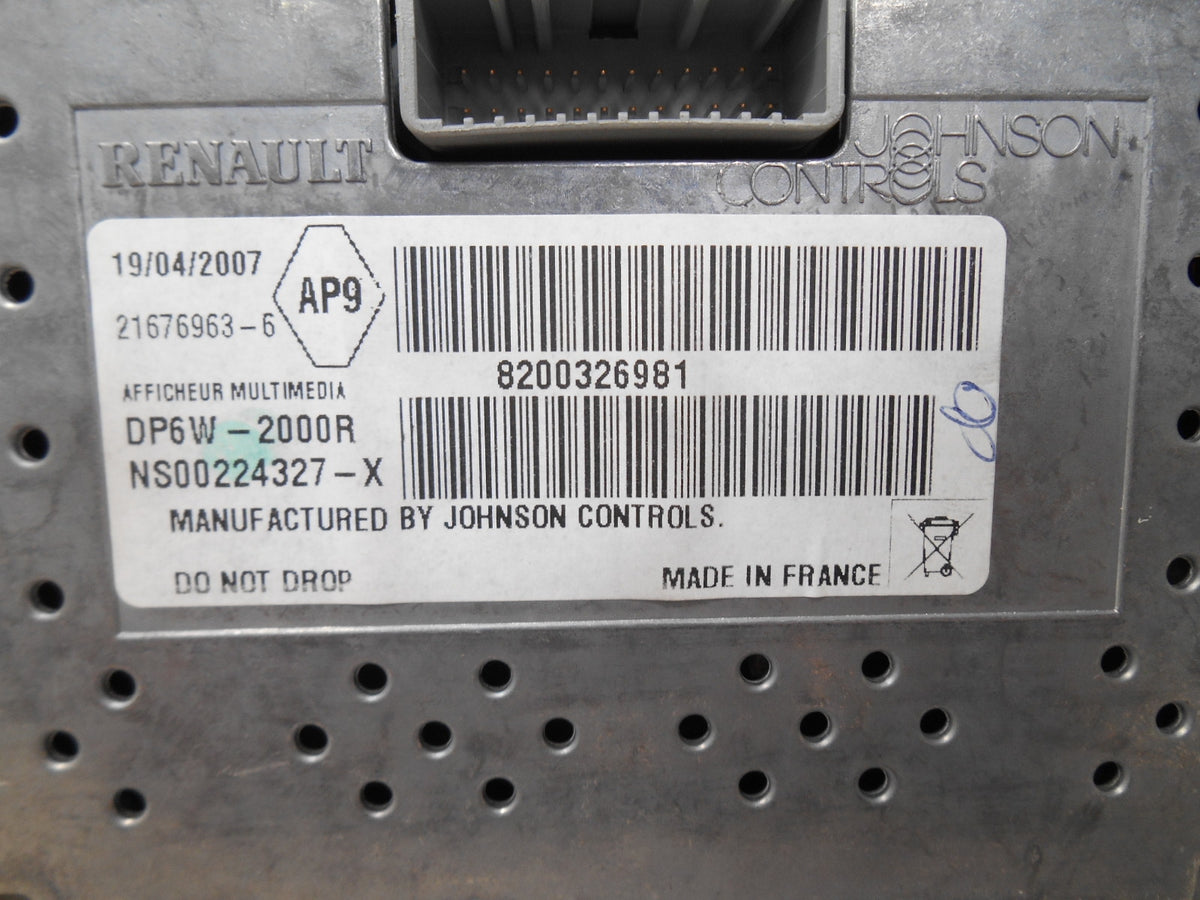 RENAULT
JOHNSON
CONTROLS
19/04/2007
AP9
21676963-6
8200326981
AFFICHEUR MULTIMEDIA
DP6W-2000R
NS00224327-X
MANUFACTURED BY JOHNSON CONTROLS.
DO NOT DROP
MADE IN FRANCE